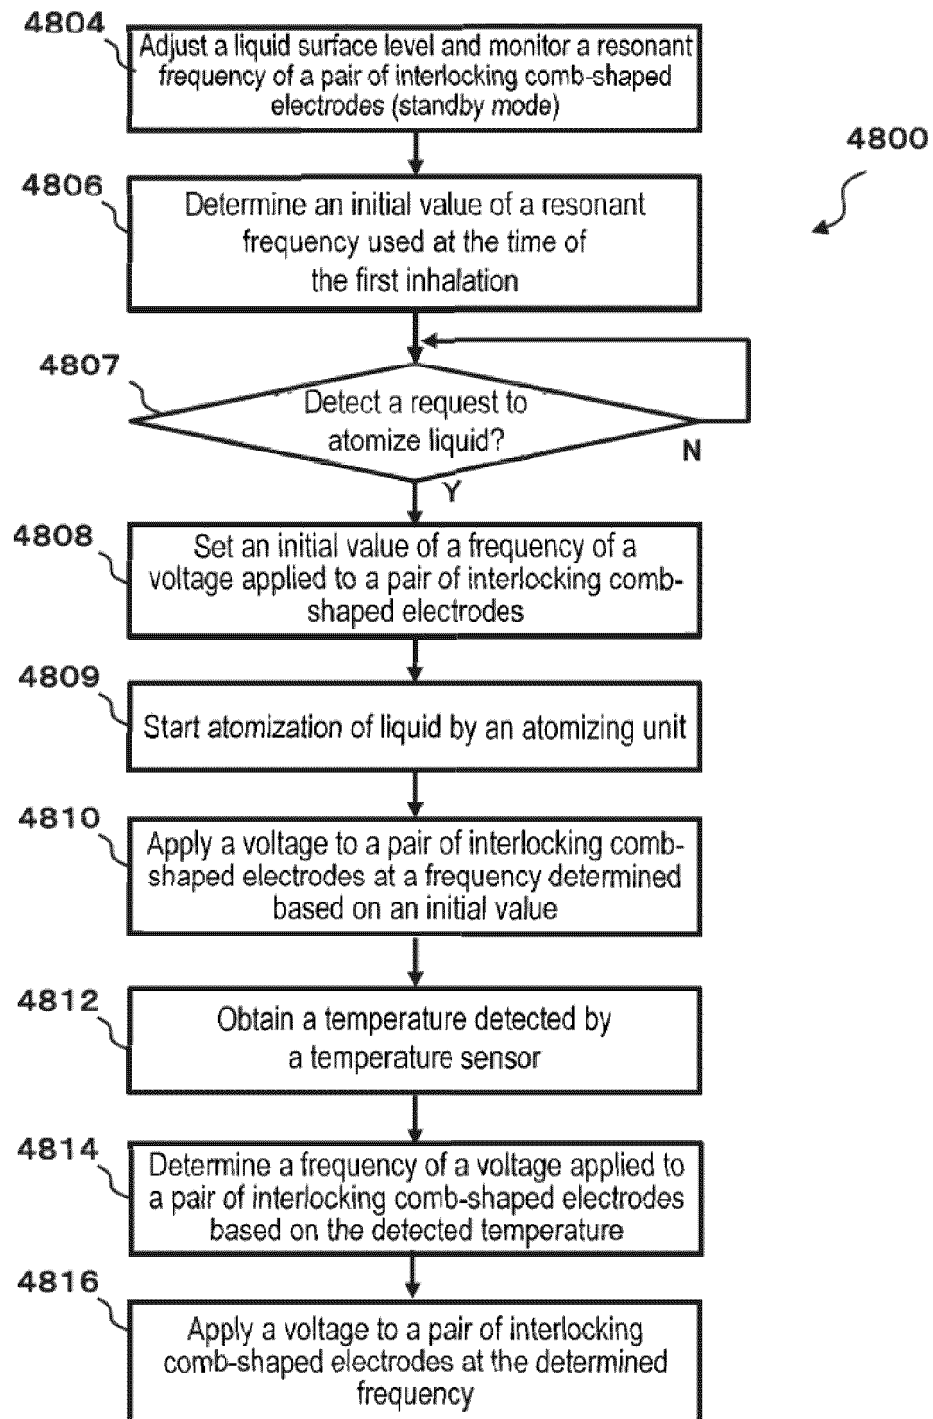 4804
Adjust a liquid surface level and monitor a resonant
frequency of a pair of interlocking comb-shaped
electrodes (standby mode)
4800
4806
Determine an initial value of a resonant
frequency used at the time of
the first inhalation
4807
Detect a request to
atomize liquid?
N
Y
4808
Set an initial value of a frequency of a
voltage applied to a pair of interlocking comb-
shaped electrodes
4809
Start atomization of liquid by an atomizing unit
4810
Apply a voltage to a pair of interlocking comb-
shaped electrodes at a frequency determined
based on an initial value
4812
Obtain a temperature detected by
a temperature sensor
4814
Determine a frequency of a voltage applied to
a pair of interlocking comb-shaped electrodes
based on the detected temperature
4816
Apply a voltage to a pair of interlocking
comb-shaped electrodes at the determined
frequency